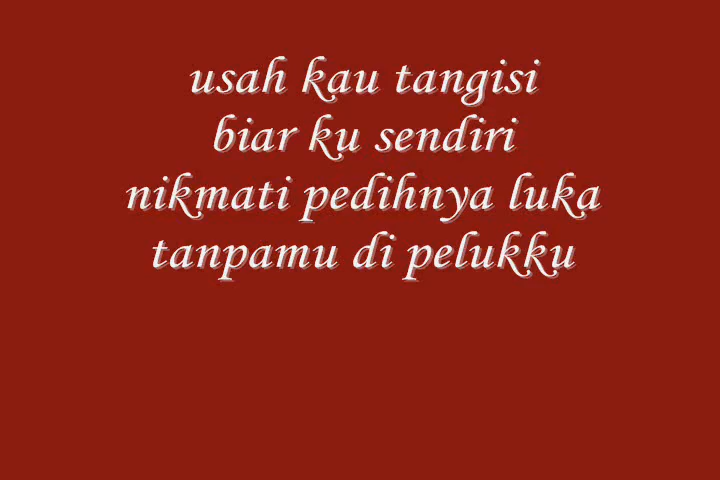 usah kau tangisi
biar ku sendiri
nikmati pedihnya luka
tanpamu di pelukku